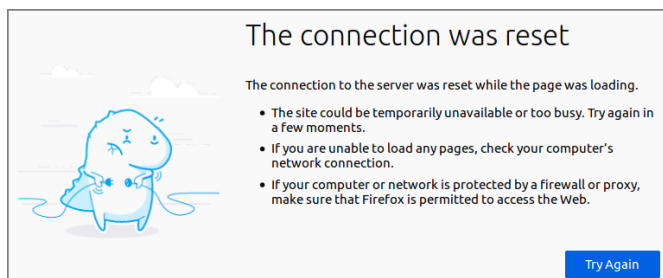 The connection was reset
The connection to the server was reset while the page was loading.
• The site could be temporarily unavailable or too busy. Try again in
a few moments.
• If you are unable to load any pages, check your computer's
network connection.
• If your computer or network is protected by a firewall or proxy,
make sure that Firefox is permitted to access the Web.
Try Again